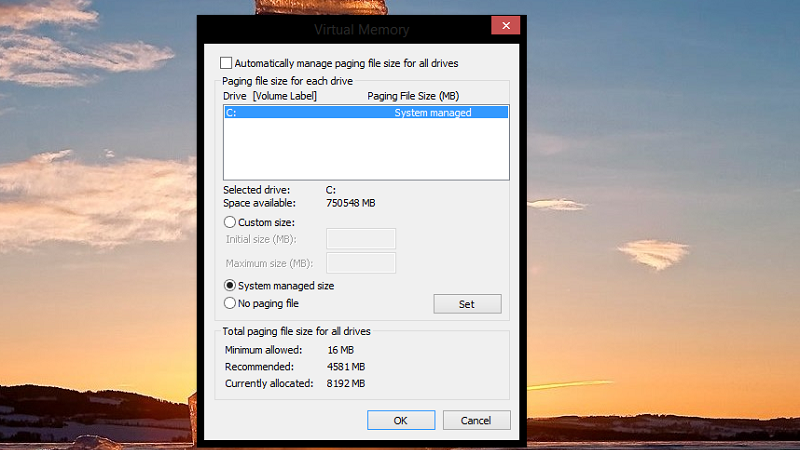 Virtual Memory
Automatically manage paging file size for all drives
Paging file size for each drive
Drive [Volume Label] Paging File Size (MB)
C: System managed
Selected drive: C:
Space available: 750548 MB
Custom size:
Initial size (MB):
Maximum size (MB):
System managed size
No paging file
Set
Total paging file size for all drives
Minimum allowed: 16 MB
Recommended: 4581 MB
Currently allocated: 8192 MB
OK Cancel